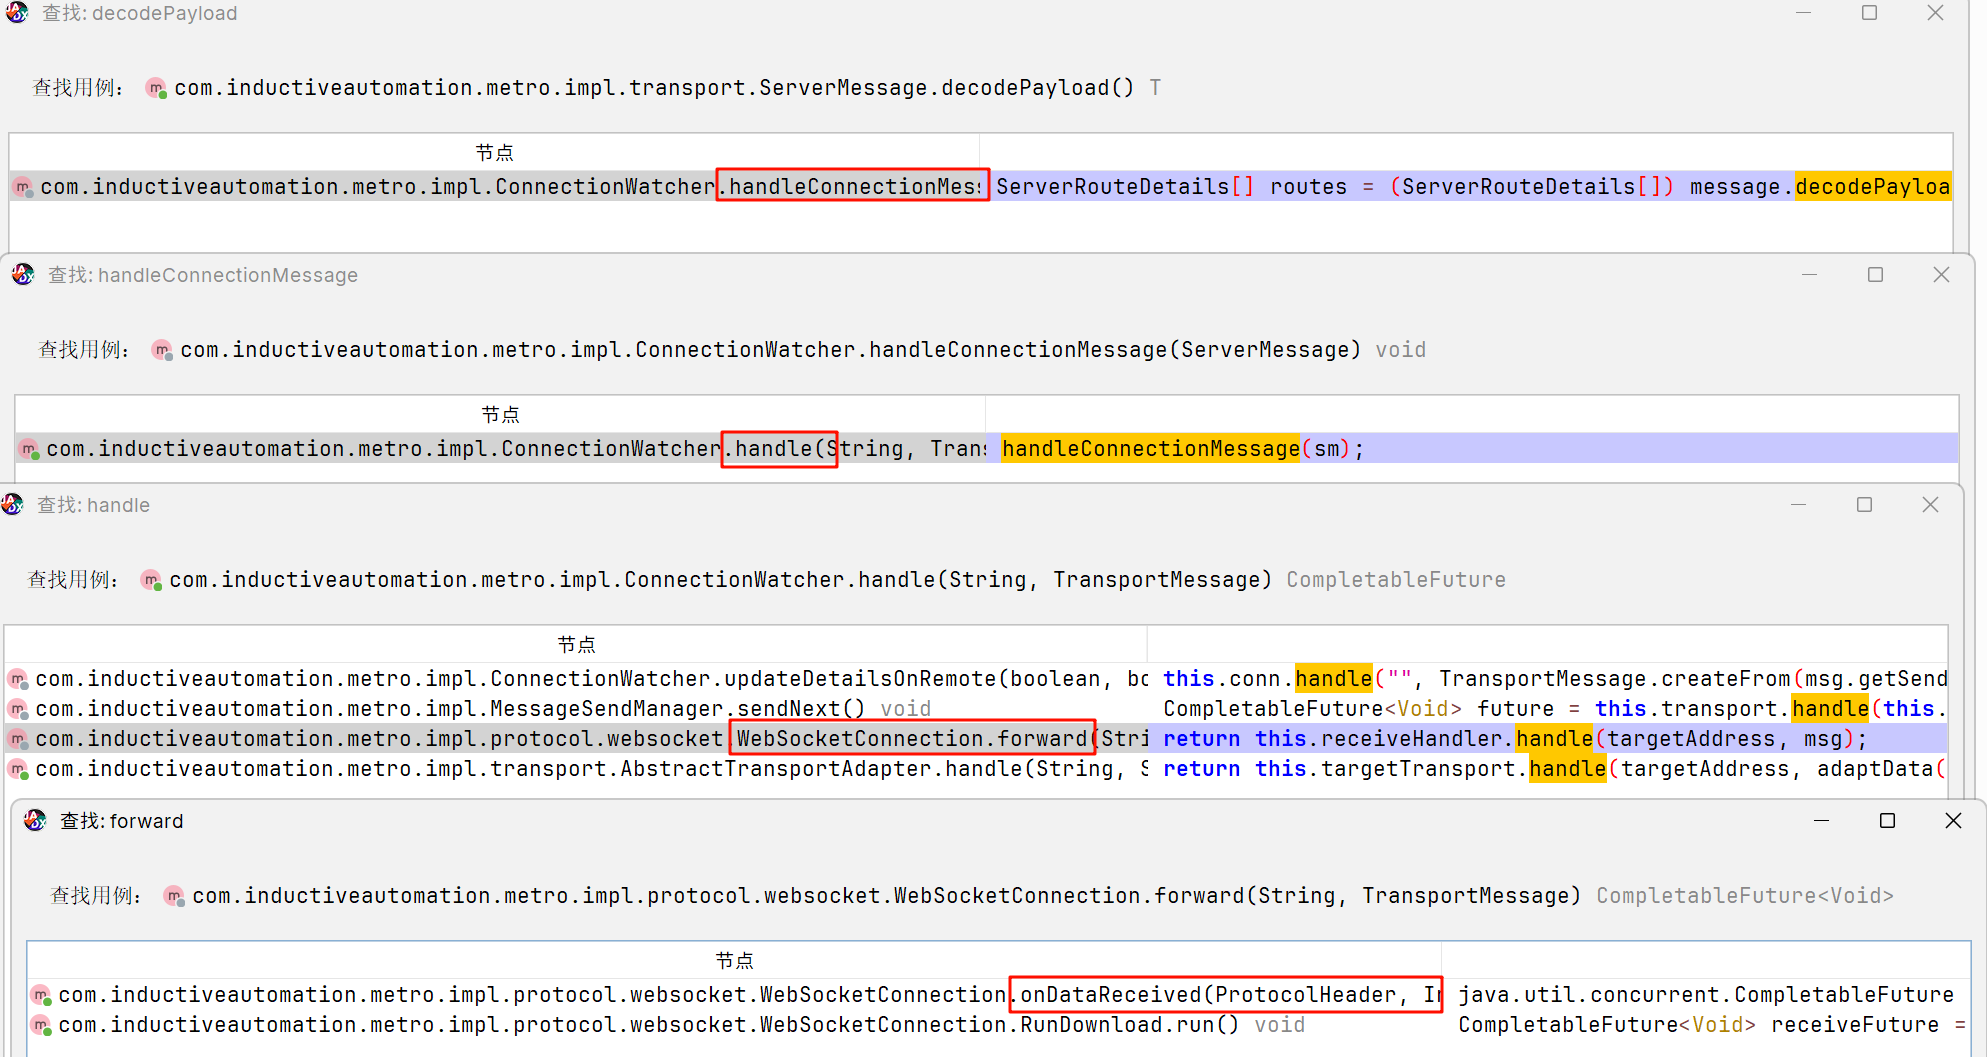 查找: decodePayload
查找用例: com.inductiveautomation.metro.impl.transport.ServerMessage.decodePayload() T
节点
com.inductiveautomation.metro.impl.ConnectionWatcher.handleConnectionMess ServerRouteDetails[] routes = (ServerRouteDetails[]) message.decodePayloa
查找: handleConnectionMessage
查找用例: com.inductiveautomation.metro.impl.ConnectionWatcher.handleConnectionMessage(ServerMessage) void
节点
com.inductiveautomation.metro.impl.ConnectionWatcher.handle(String, Trans handleConnectionMessage(sm);
查找: handle
查找用例: com.inductiveautomation.metro.impl.ConnectionWatcher.handle(String, TransportMessage) CompletableFuture
节点
com.inductiveautomation.metro.impl.ConnectionWatcher.updateDetailsOnRemote(boolean, bo this.conn.handle("", TransportMessage.createFrom(msg.getSend
com.inductiveautomation.metro.impl.MessageSendManager.sendNext() void CompletableFuture<Void> future = this.transport.handle(this.
com.inductiveautomation.metro.impl.protocol.websocket.WebSocketConnection.forward(Stri return this.receiveHandler.handle(targetAddress, msg);
com.inductiveautomation.metro.impl.transport.AbstractTransportAdapter.handle(String, S return this.targetTransport.handle(targetAddress, adaptData(
查找: forward
查找用例: com.inductiveautomation.metro.impl.protocol.websocket.WebSocketConnection.forward(String, TransportMessage) CompletableFuture<Void>
节点
com.inductiveautomation.metro.impl.protocol.websocket.WebSocketConnection.onDataReceived(ProtocolHeader, In java.util.concurrent.CompletableFuture
com.inductiveautomation.metro.impl.protocol.websocket.WebSocketConnection.RunDownload.run() void CompletableFuture<Void> receiveFuture =